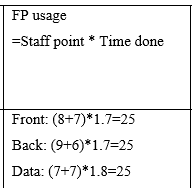 FP usage
=Staff point * Time done
Front: (8+7)*1.7=25
Back: (9+6)*1.7=25
Data: (7+7)*1.8=25